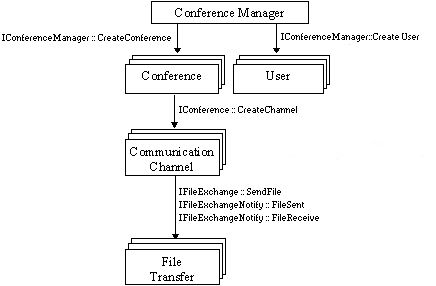 Conference Manager
IConferenceManager :: CreateConference
IConferenceManager::Create User
Conference
User
IConference :: CreateChannel
Communication
Channel
IFileExchange :: SendFile
IFileExchangeNotify :: FileSent
IFileExchangeNotify :: FileReceive
File
Transfer